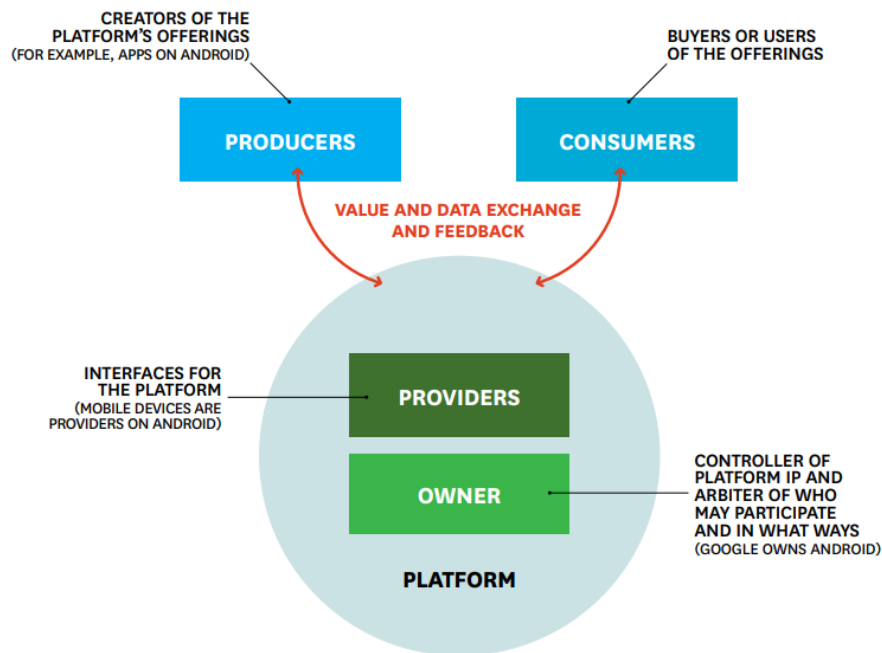 CREATORS OF THE
PLATFORM'S OFFERINGS
(FOR EXAMPLE, APPS ON ANDROID)
BUYERS OR USERS
OF THE OFFERINGS
PRODUCERS
CONSUMERS
VALUE AND DATA EXCHANGE
AND FEEDBACK
INTERFACES FOR
THE PLATFORM
(MOBILE DEVICES ARE
PROVIDERS ON ANDROID)
PROVIDERS
OWNER
CONTROLLER OF
PLATFORM IP AND
ARBITER OF WHO
MAY PARTICIPATE
AND IN WHAT WAYS
(GOOGLE OWNS ANDROID)
PLATFORM